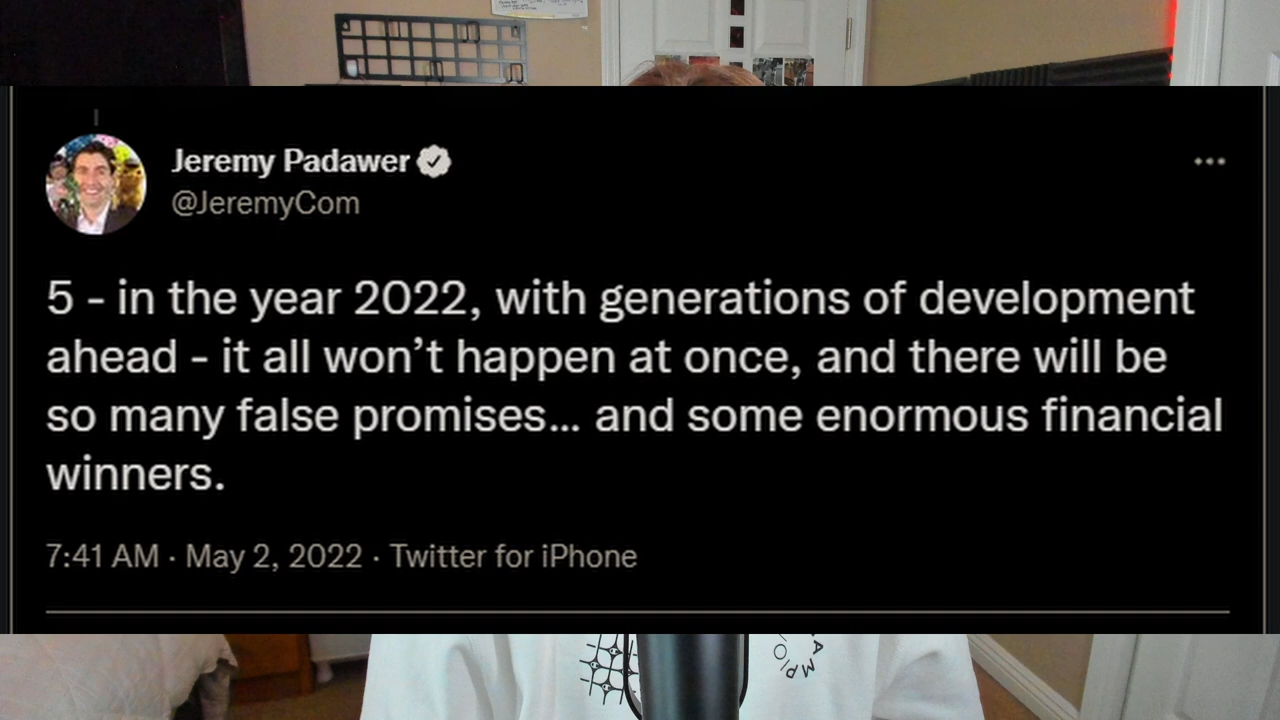 Jeremy Padawer
@JeremyCom
5 - in the year 2022, with generations of development
ahead - it all won’t happen at once, and there will be
so many false promises... and some enormous financial
winners.
7:41 AM · May 2, 2022 · Twitter for iPhone